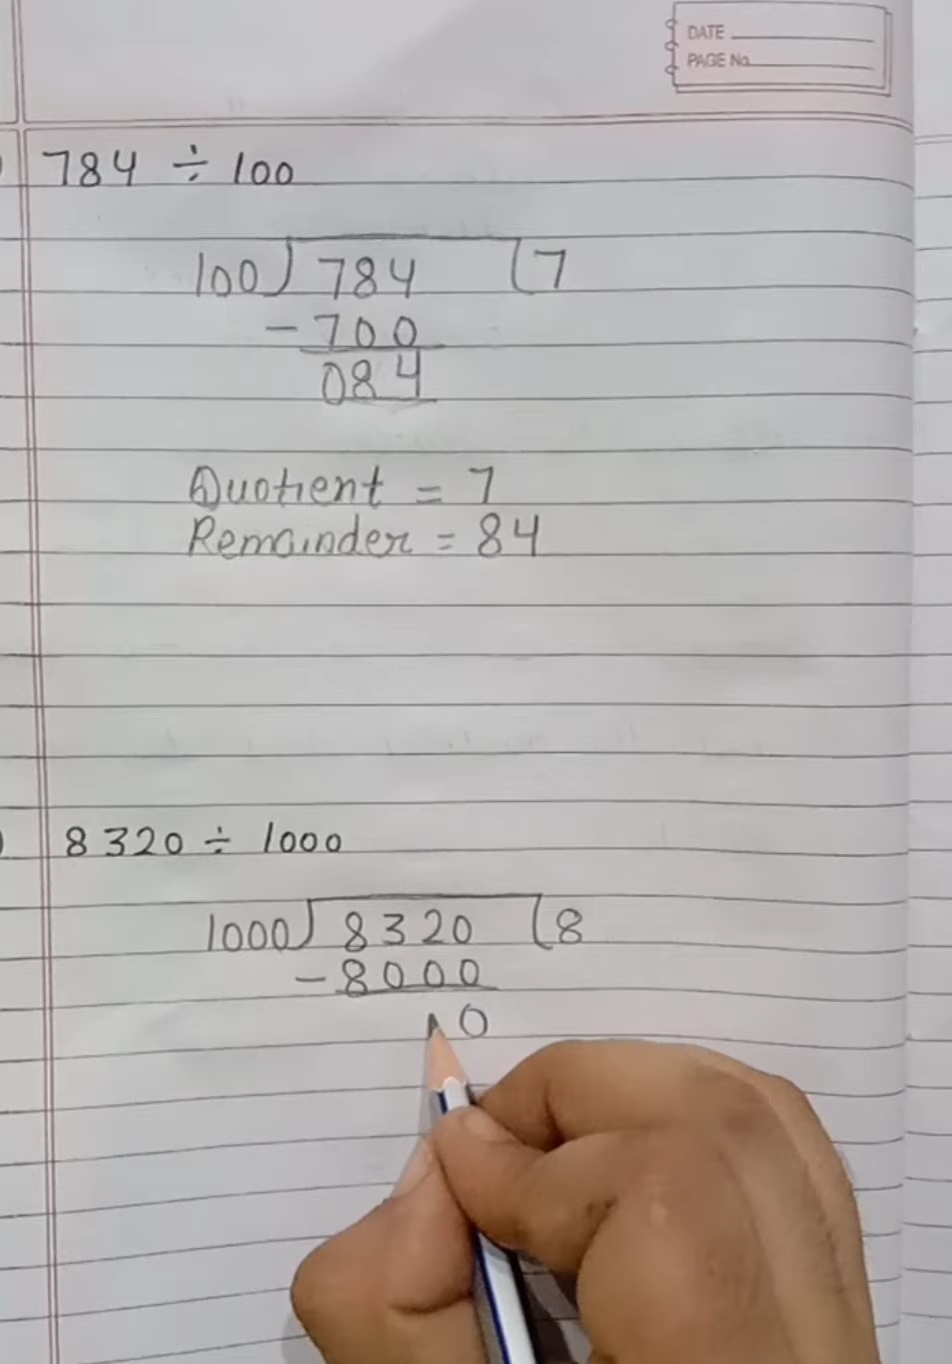 DATE
PAGE No.
784 ÷ 100
100 ) 784 ( 7
- 700
084
Quotient = 7
Remainder = 84
8320 ÷ 1000
1000 ) 8320 ( 8
- 8000
0